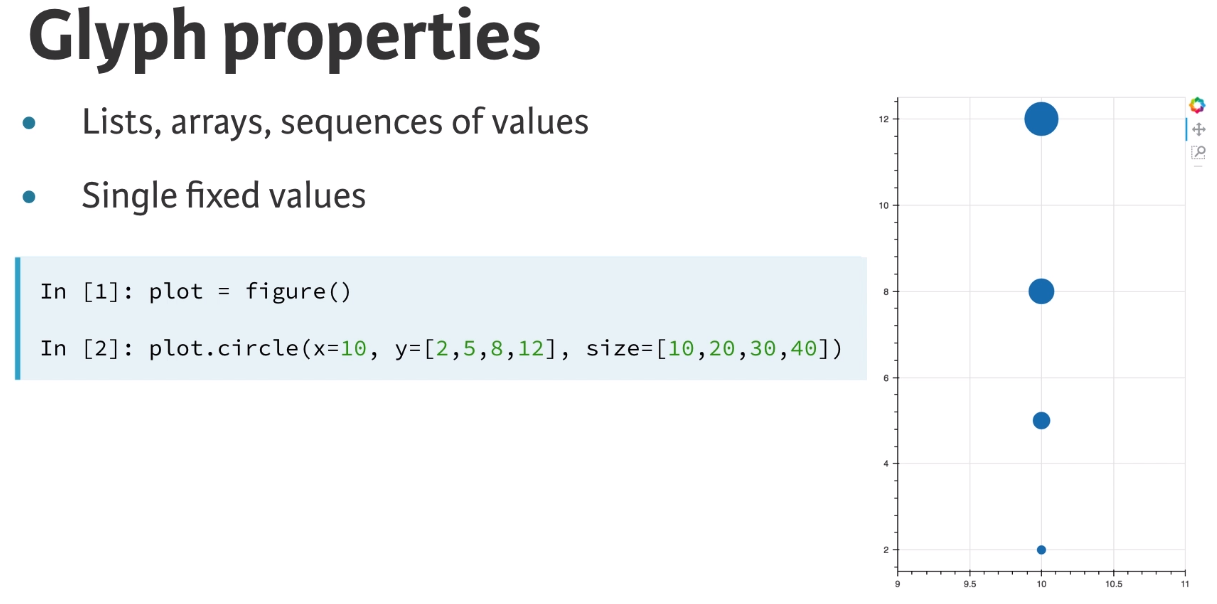 Glyph properties
• Lists, arrays, sequences of values
• Single fixed values
In [1]: plot = figure()
In [2]: plot.circle(x=10, y=[2,5,8,12], size=[10,20,30,40])
12
10
8
6
4
2
9 9.5 10 10.5 11